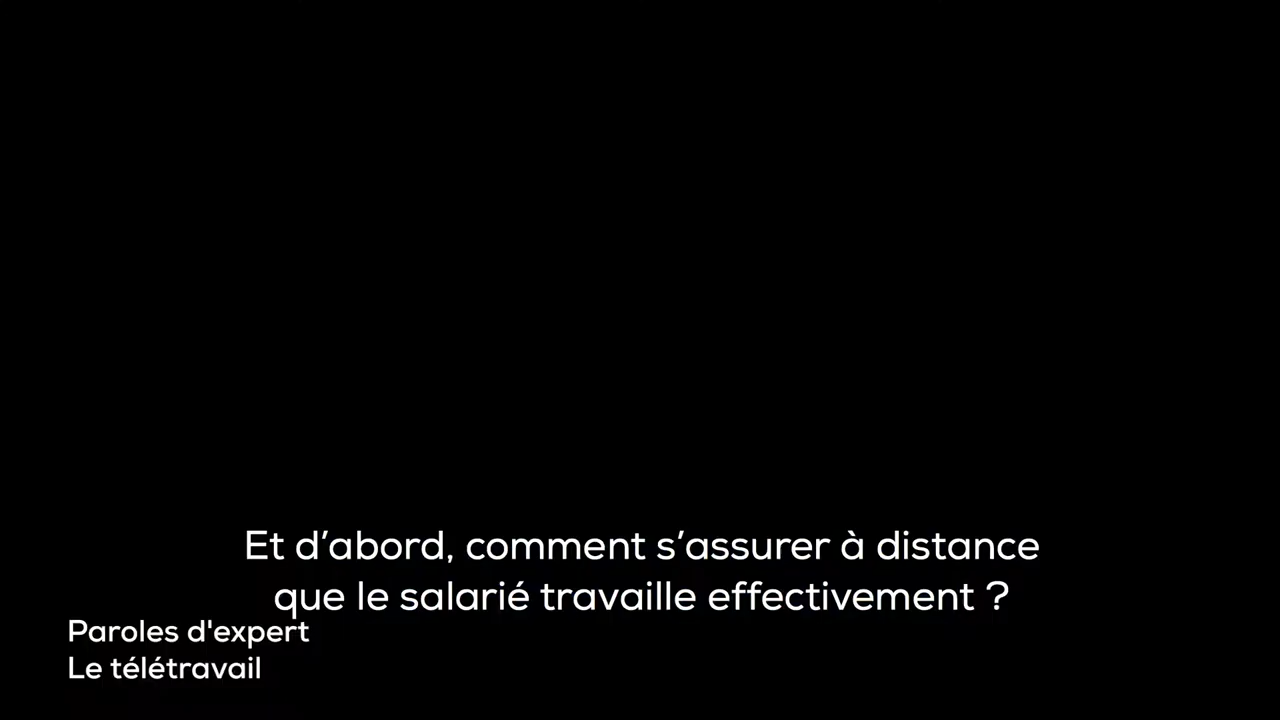 Et d’abord, comment s’assurer à distance
que le salarié travaille effectivement ?
Paroles d'expert
Le télétravail